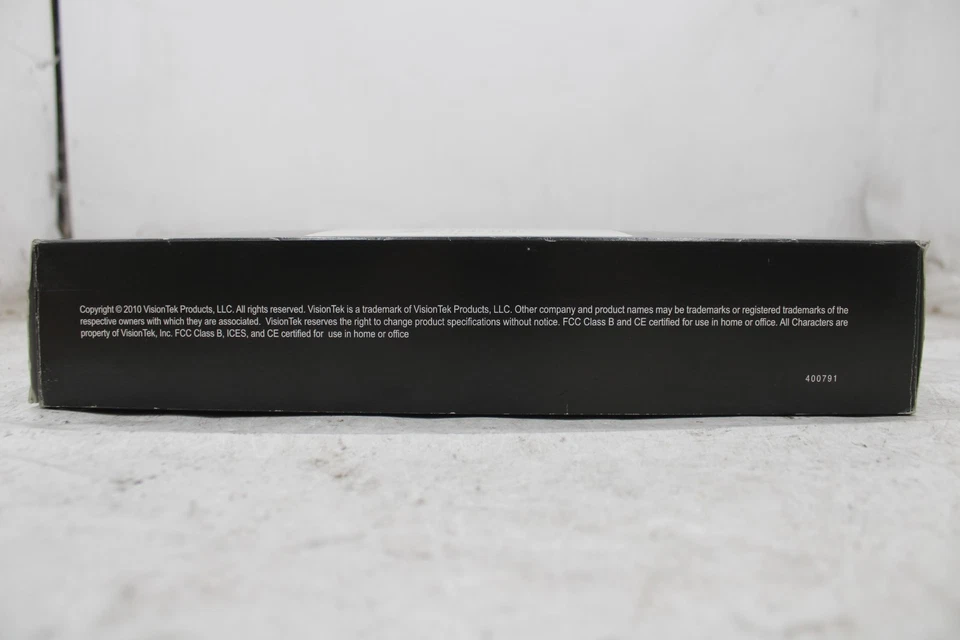 Copyright © 2010 VisionTek Products, LLC. All rights reserved. VisionTek is a trademark of VisionTek Products, LLC. Other company and product names may be trademarks or registered trademarks of the
respective owners with which they are associated. VisionTek reserves the right to change product specifications without notice. FCC Class B and CE certified for use in home or office. All Characters are
property of VisionTek, Inc. FCC Class B, ICES, and CE certified for use in home or office
400791